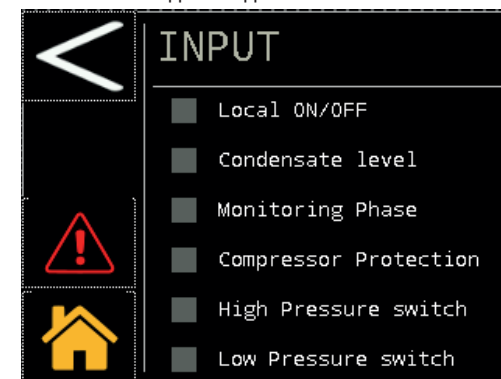 INPUT
Local ON/OFF
Condensate level
Monitoring Phase
Compressor Protection
High Pressure switch
Low Pressure switch